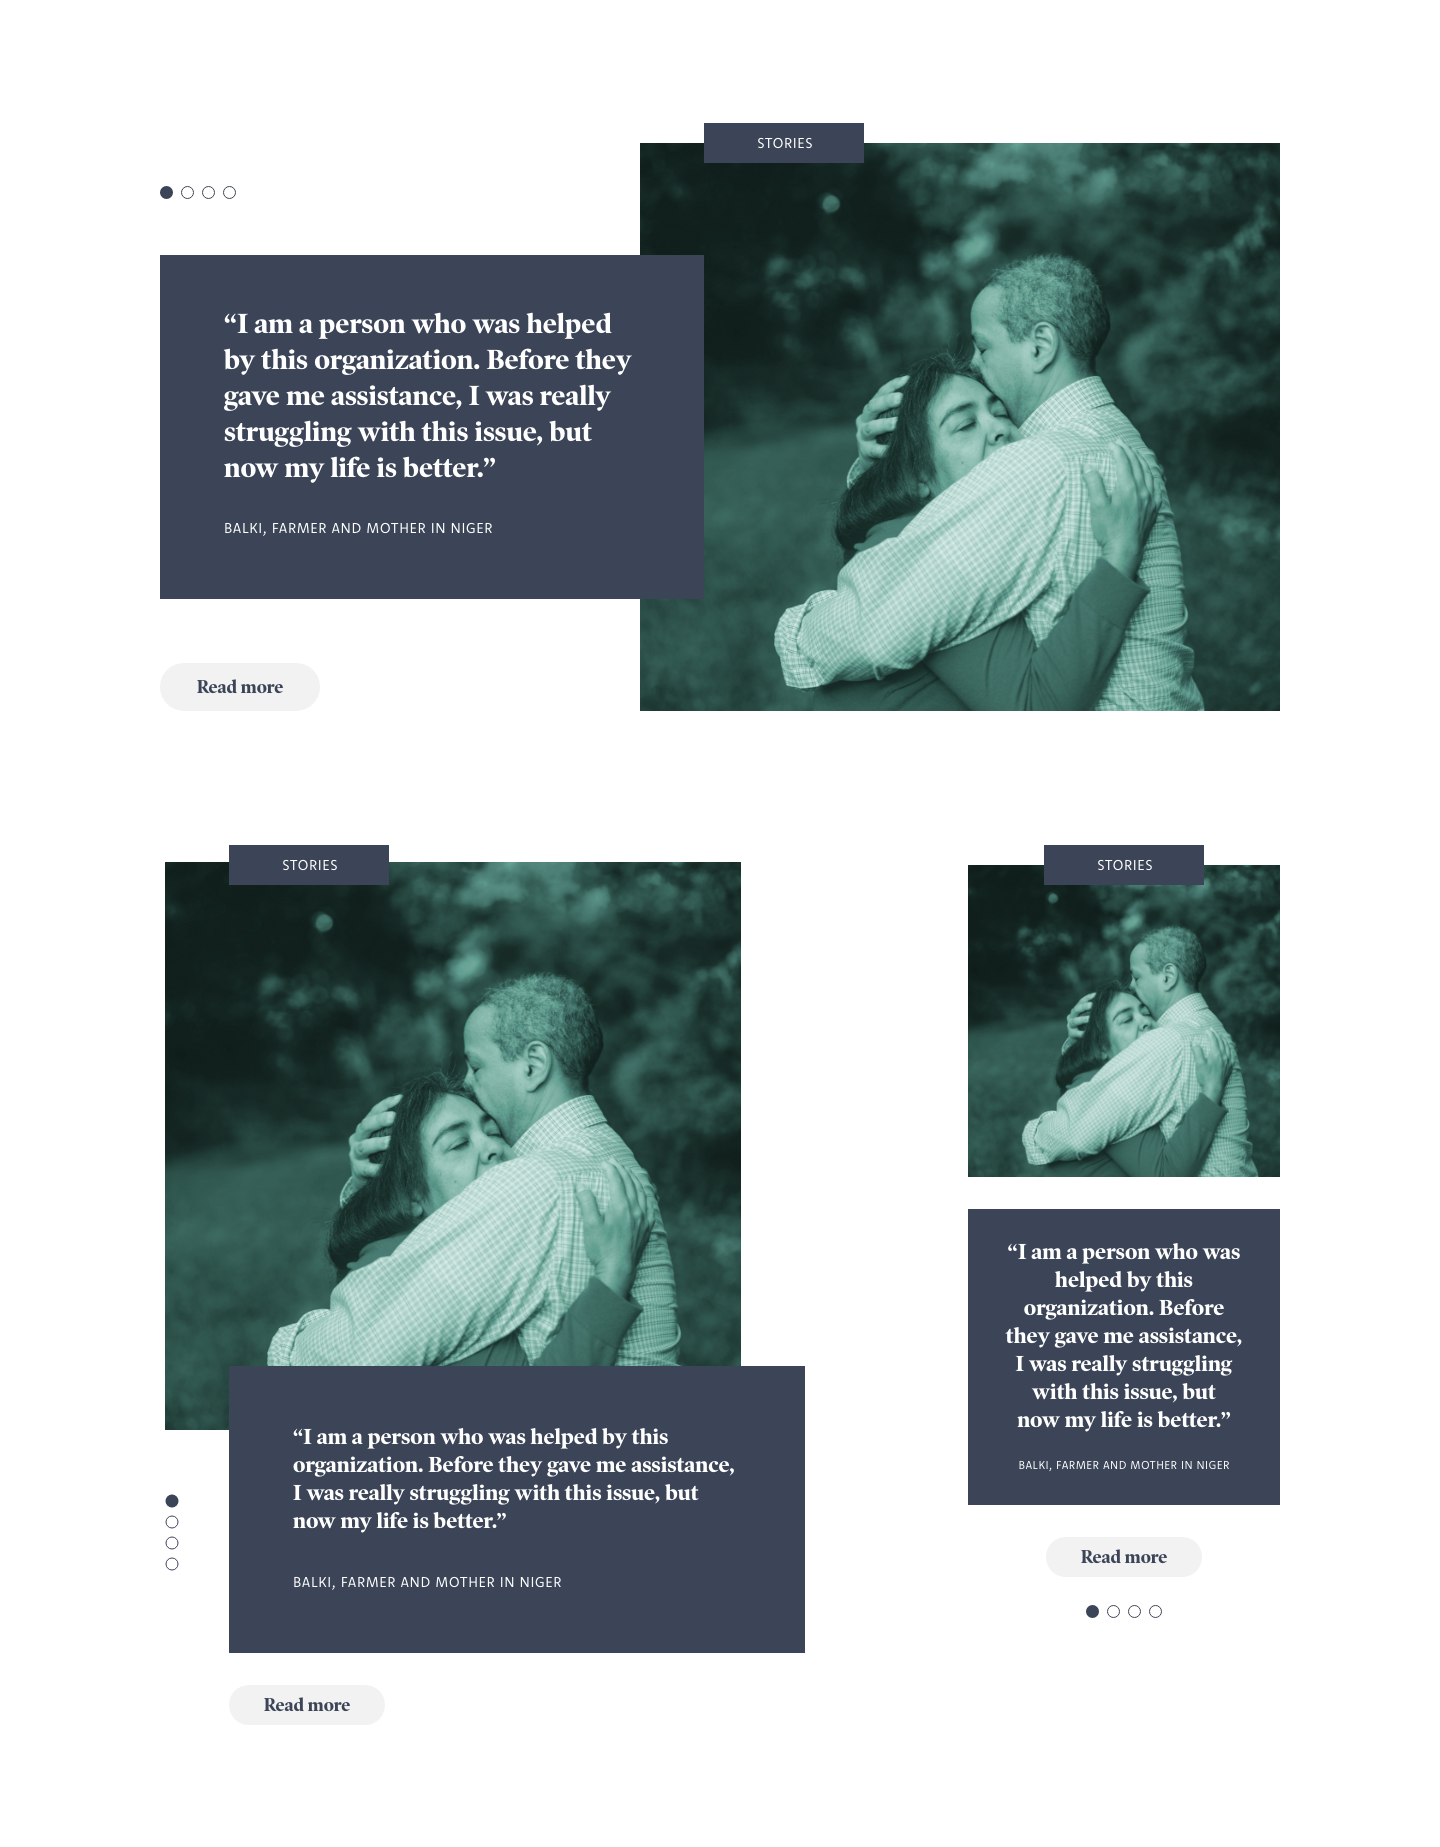 STORIES
“I am a person who was helped
by this organization. Before they
gave me assistance, I was really
struggling with this issue, but
now my life is better.”
BALKI, FARMER AND MOTHER IN NIGER
Read more
STORIES
“I am a person who was helped by this
organization. Before they gave me assistance,
I was really struggling with this issue, but
now my life is better.”
BALKI, FARMER AND MOTHER IN NIGER
Read more
STORIES
“I am a person who was
helped by this
organization. Before
they gave me assistance,
I was really struggling
with this issue, but
now my life is better.”
BALKI, FARMER AND MOTHER IN NIGER
Read more